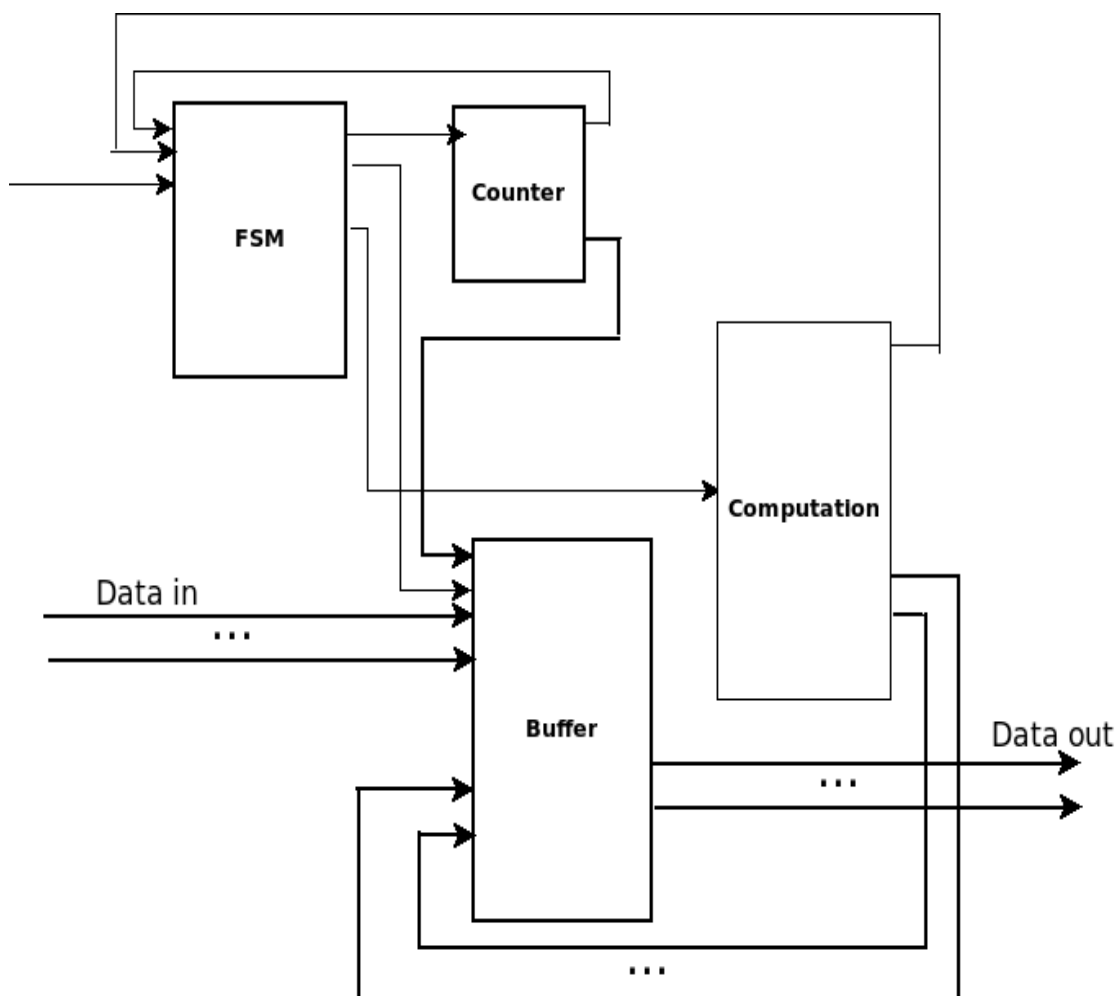 Counter
FSM
Computation
Data in
...
Buffer
Data out
...
...